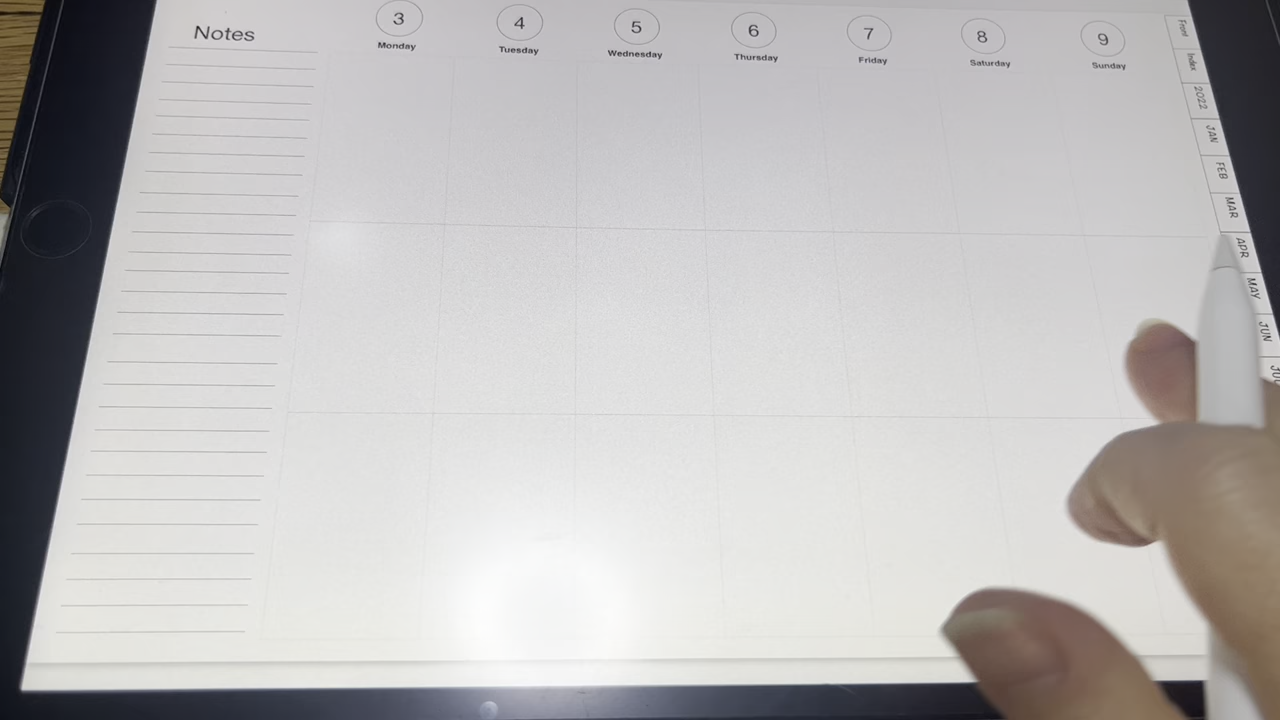 Notes
3 4 5 6 7 8 9
Monday Tuesday Wednesday Thursday Friday Saturday Sunday
Front
Index
2022
JAN
FEB
MAR
APR
MAY
JUN